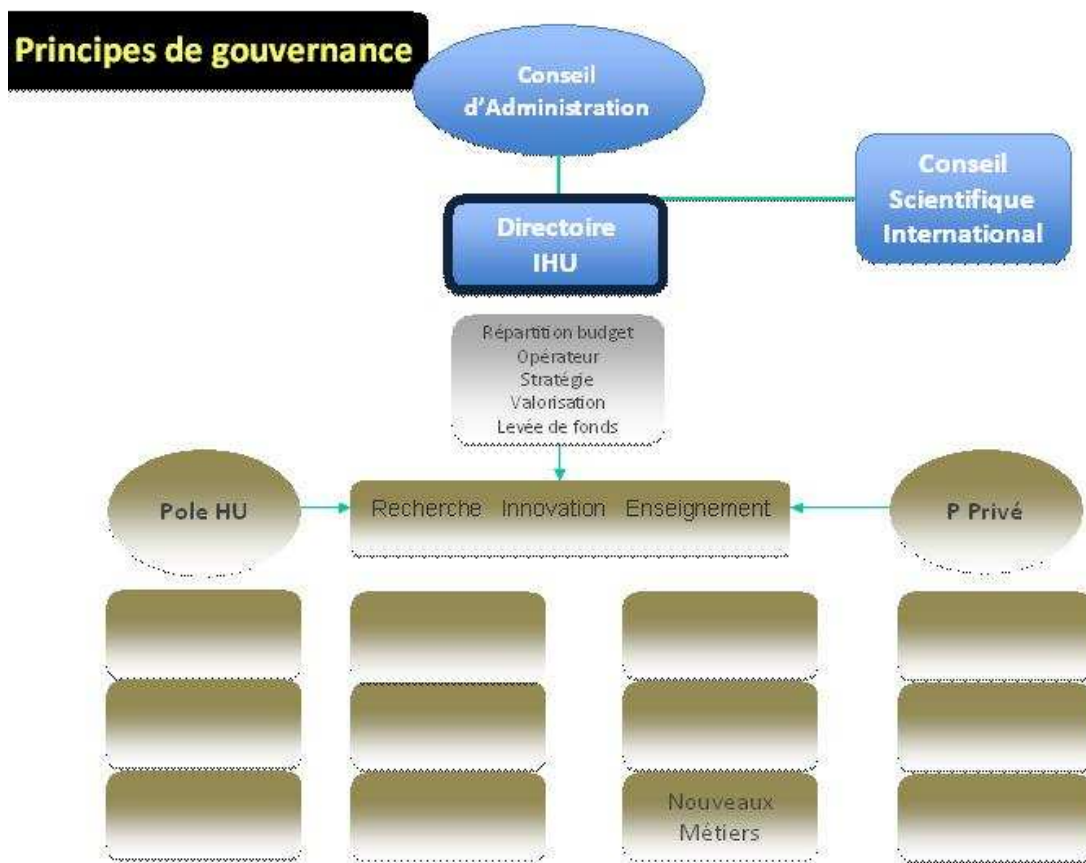 Principes de gouvernance
Conseil
d'Administration
Conseil
Scientifique
International
Directoire
IHU
Répartition budget
Opérateur
Stratégie
Valorisation
Levée de fonds
Pole HU
Recherche Innovation Enseignement
P Privé
Nouveaux
Métiers